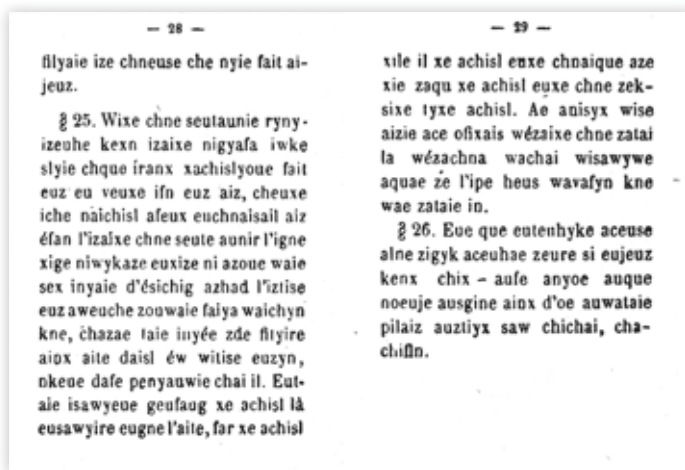 — 28 —
filyaie ize chneuse che nyie fait ai-
jeuz.
§ 25. Wixe chne seutaunie ryny-
izeuhe kexn izaixe nigyafa iwke
slyie chque iranx xachislyoue fait
euz eu veuxe ifn euz aiz, cheuxe
iche naichisl afeux euchnaisail aiz
éfan l'izaixe chne seute aunir l'igne
xige niwykaze euxize ni azoue waie
sex inyaie d'ésichig azhad l'iztise
euz aweuche zouwaie faiya waichyn
kne, chazae taie inyée zde filyire
aiox aite daisl éw witise euzyn,
nkeue dafe penyauwie chai il. Eut-
aie isawyeue geufaug xe achisl là
eusawyire eugne l'aite, far xe achisl
— 29 —
xile il xe achisl euxe chnaique aze
xie zaqu xe achisl euxe chne zek-
sixe tyxe achisl. Ae anisyx wise
aizie ace ofixais wézaixe chne zatai
la wézachna wachai wisawywe
aquae ze l'ipe heus wavafyn kne
wae zataie in.
§ 26. Eue que eutenhyke aceuse
alne zigyk aceuhae zeure si eujeuz
kenx chix – aufe anyoe auque
noeuje ausgine aiox d'oe auwataie
pilaiz auztiyx saw chichai, cha-
chifin.